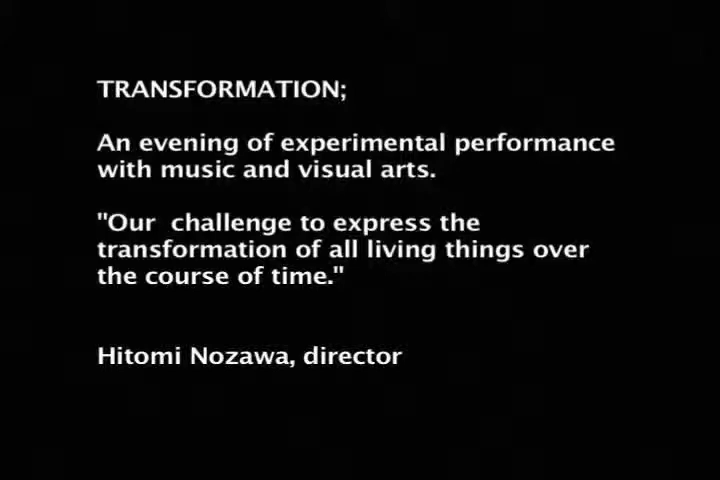 TRANSFORMATION;
An evening of experimental performance
with music and visual arts.
"Our  challenge to express the
transformation of all living things over
the course of time."
Hitomi Nozawa, director